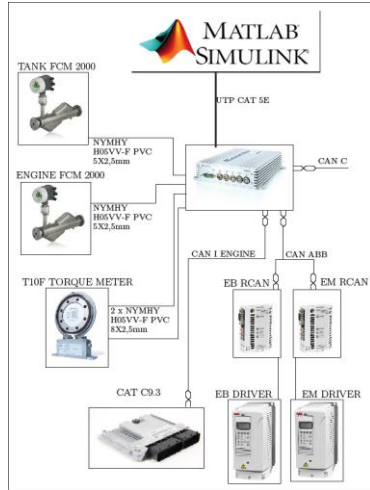 MATLAB
SIMULINK®
TANK FCM 2000
UTP CAT 5E
NYMHY
H05VV-F PVC
5X2,5mm
CAN C
ENGINE FCM 2000
NYMHY
H05VV-F PVC
5X2,5mm
CAN I ENGINE
CAN ABB
T10F TORQUE METER
EB RCAN
EM RCAN
2 x NYMHY
H05VV-F PVC
8X2,5mm
CAT C9.3
EB DRIVER
EM DRIVER
ABB